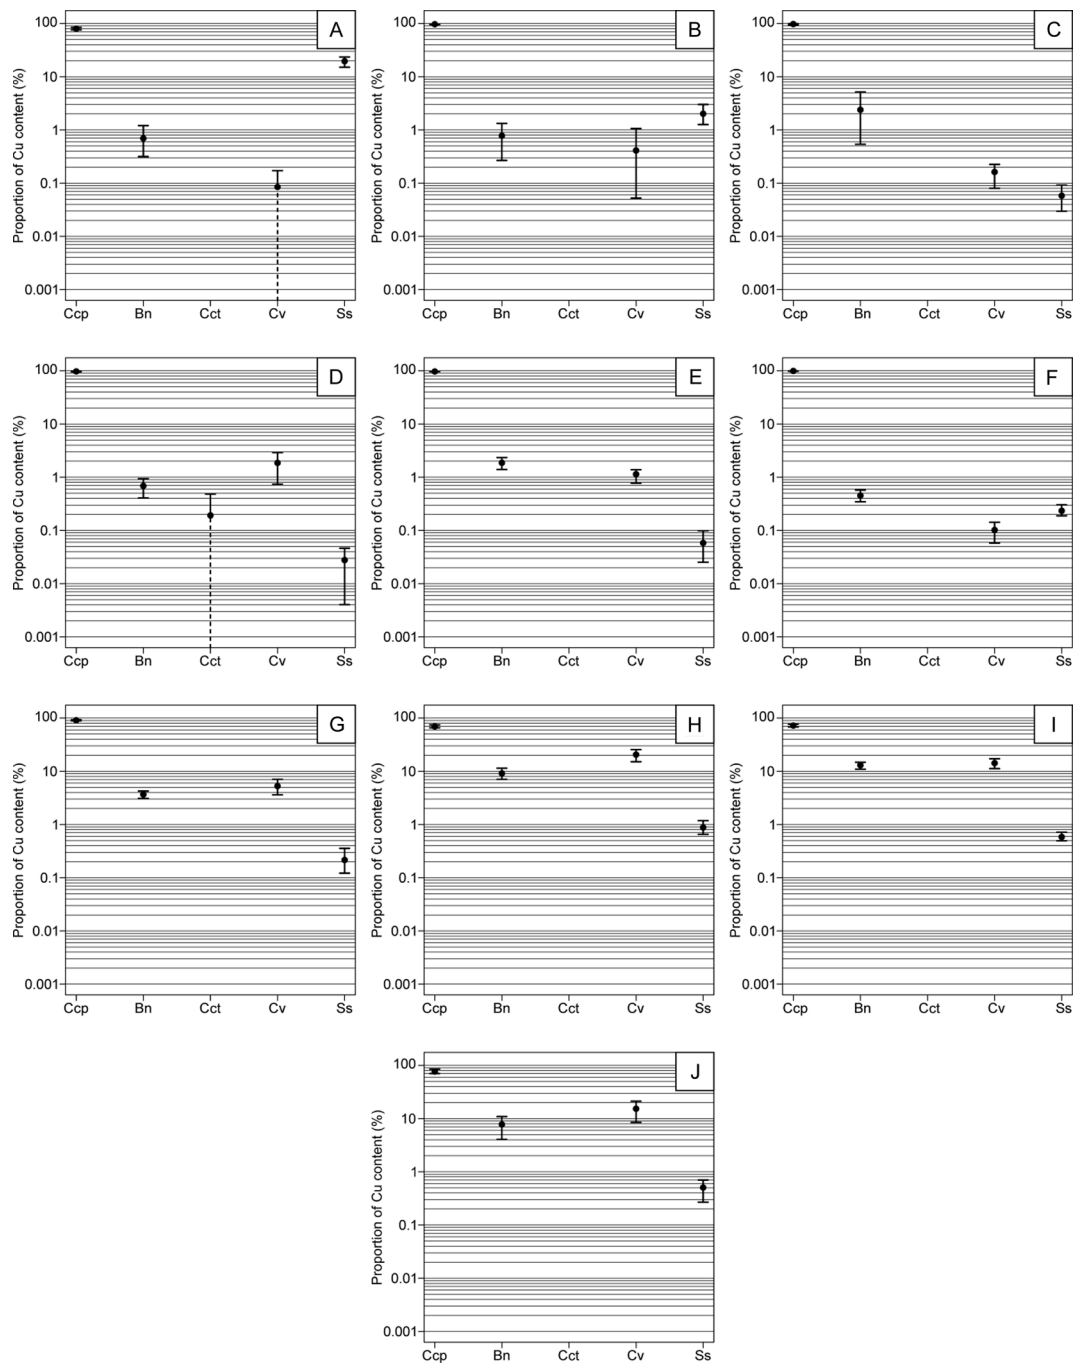 A
Proportion of Cu content (%)
100
10
1
0.1
0.01
0.001
Ccp Bn Cct Cv Ss
B
Proportion of Cu content (%)
100
10
1
0.1
0.01
0.001
Ccp Bn Cct Cv Ss
C
Proportion of Cu content (%)
100
10
1
0.1
0.01
0.001
Ccp Bn Cct Cv Ss
D
Proportion of Cu content (%)
100
10
1
0.1
0.01
0.001
Ccp Bn Cct Cv Ss
E
Proportion of Cu content (%)
100
10
1
0.1
0.01
0.001
Ccp Bn Cct Cv Ss
F
Proportion of Cu content (%)
100
10
1
0.1
0.01
0.001
Ccp Bn Cct Cv Ss
G
Proportion of Cu content (%)
100
10
1
0.1
0.01
0.001
Ccp Bn Cct Cv Ss
H
Proportion of Cu content (%)
100
10
1
0.1
0.01
0.001
Ccp Bn Cct Cv Ss
I
Proportion of Cu content (%)
100
10
1
0.1
0.01
0.001
Ccp Bn Cct Cv Ss
J
Proportion of Cu content (%)
100
10
1
0.1
0.01
0.001
Ccp Bn Cct Cv Ss